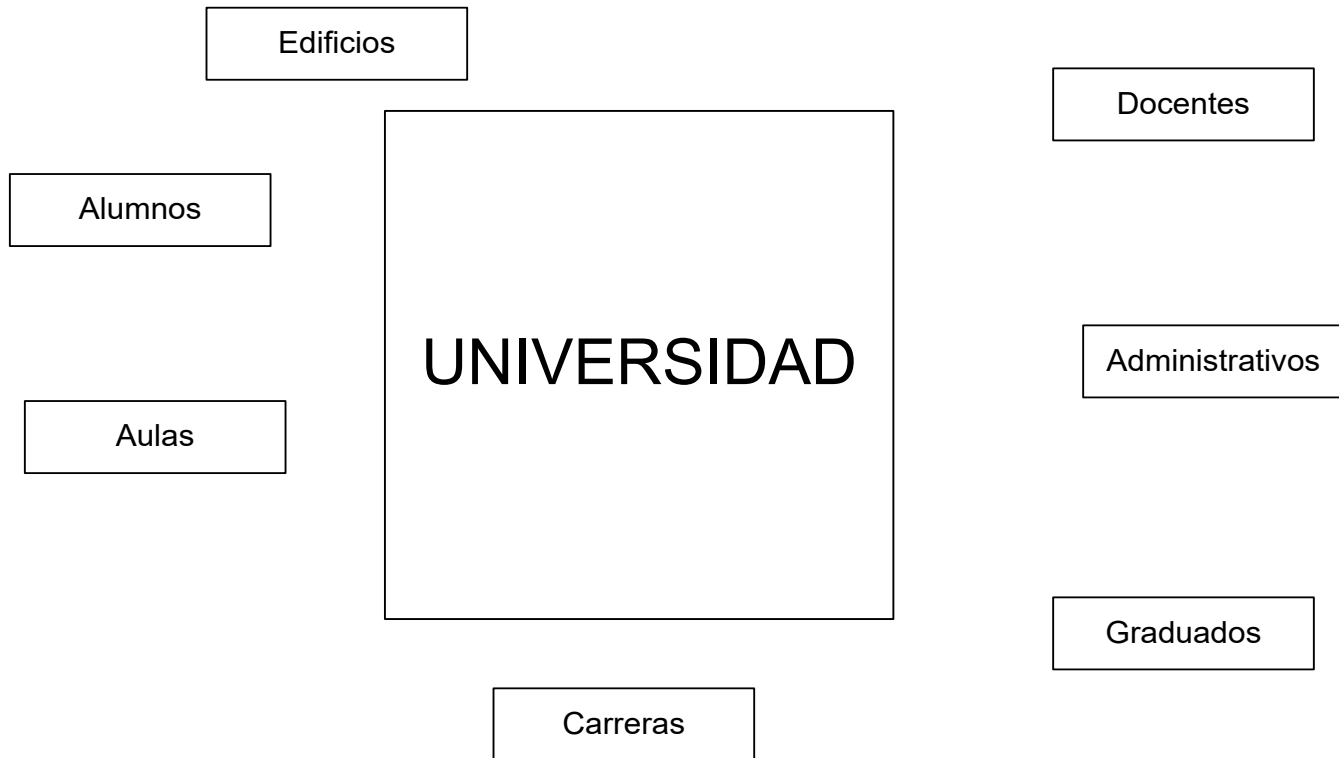 Edificios
Docentes
Alumnos
UNIVERSIDAD
Administrativos
Aulas
Graduados
Carreras